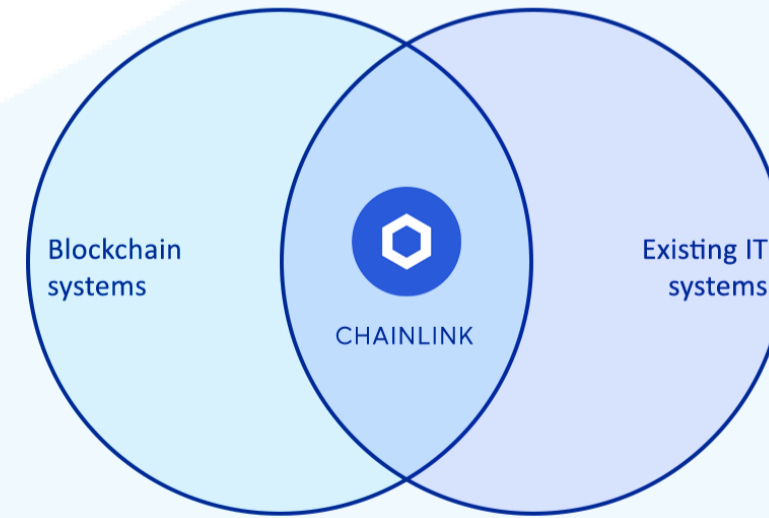 Blockchain
systems
CHAINLINK
Existing IT
systems